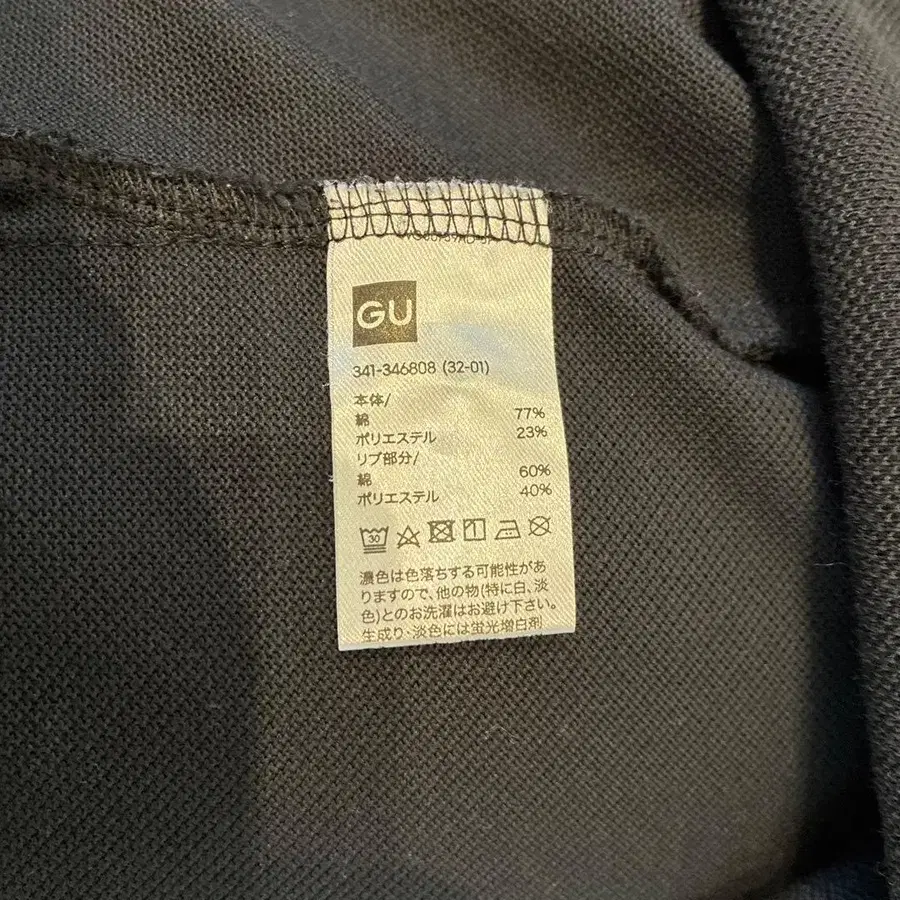 GU
341-346808 (32-01)
本体/
綿 77%
ポリエステル 23%
リブ部分/
綿 60%
ポリエステル 40%
30
濃色は色落ちする可能性があ
りますので、他の物(特に白、淡
色)とのお洗濯はお避け下さい。
生成り、淡色には蛍光増白剤